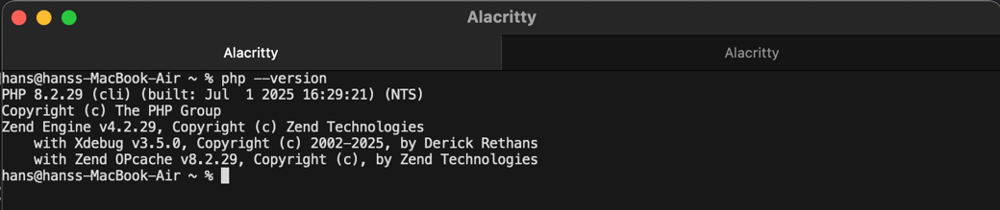 Alacritty
Alacritty
Alacritty
hans@hanss-MacBook-Air ~ % php --version
PHP 8.2.29 (cli) (built: Jul  1 2025 16:29:21) (NTS)
Copyright (c) The PHP Group
Zend Engine v4.2.29, Copyright (c) Zend Technologies
    with Xdebug v3.5.0, Copyright (c) 2002-2025, by Derick Rethans
    with Zend OPcache v8.2.29, Copyright (c), by Zend Technologies
hans@hanss-MacBook-Air ~ %